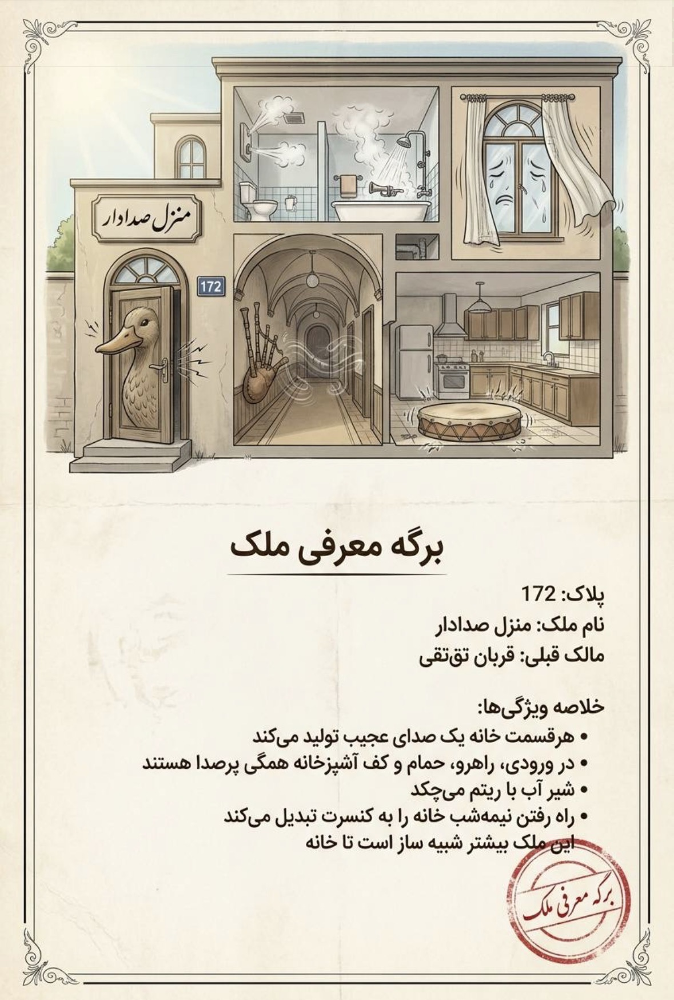 منزل صدادار
172
برگه معرفی ملک
پلاک: 172
نام ملک: منزل صدادار
مالک قبلی: قربان تق‌تقی
خلاصه ویژگی‌ها:
• هرقسمت خانه یک صدای عجیب تولید می‌کند
• در ورودی، راهرو، حمام و کف آشپزخانه همگی پرصدا هستند
• شیر آب با ریتم می‌چکد
• راه رفتن نیمه‌شب خانه را به کنسرت تبدیل می‌کند
این ملک بیشتر شبیه ساز است تا خانه
برگه معرفی ملک